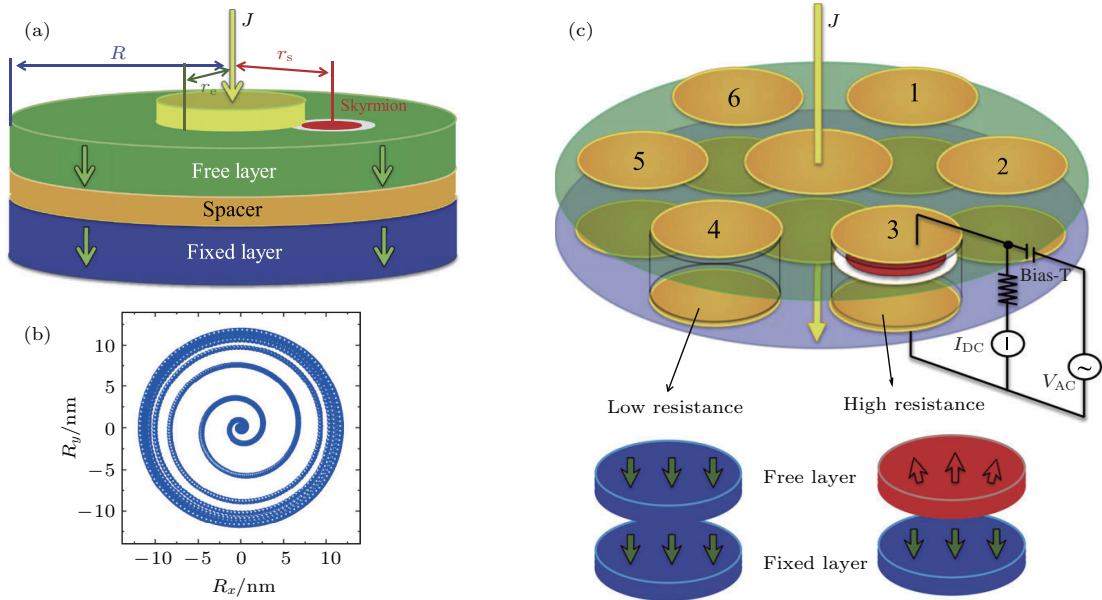 (a)
J
R
r_s
r_e
Skyrmion
Free layer
Spacer
Fixed layer
(b)
10
5
0
−5
−10
R_y/nm
−10 −5 0 5 10
R_x/nm
(c)
J
6
1
5
2
4
3
Bias-T
I_DC
V_AC
Low resistance
High resistance
Free layer
Fixed layer